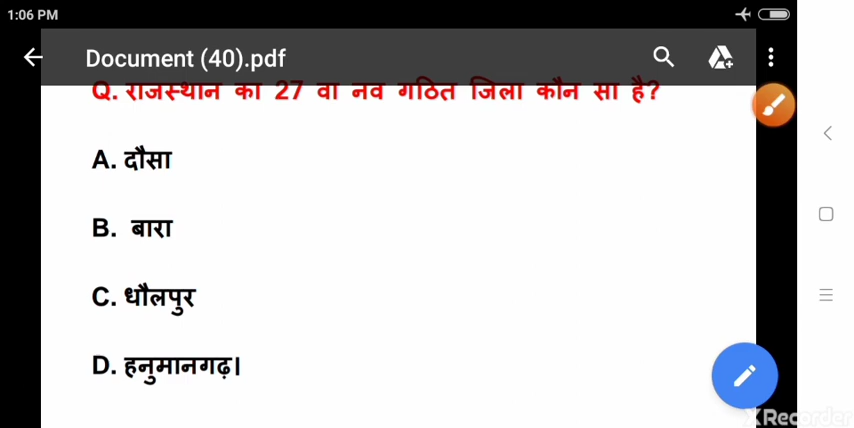 1:06 PM
Document (40).pdf
Q. राजस्थान का 27 वा नव गठित जिला कौन सा है?
A. दौसा
B. बारा
C. धौलपुर
D. हनुमानगढ़।
XRecorder